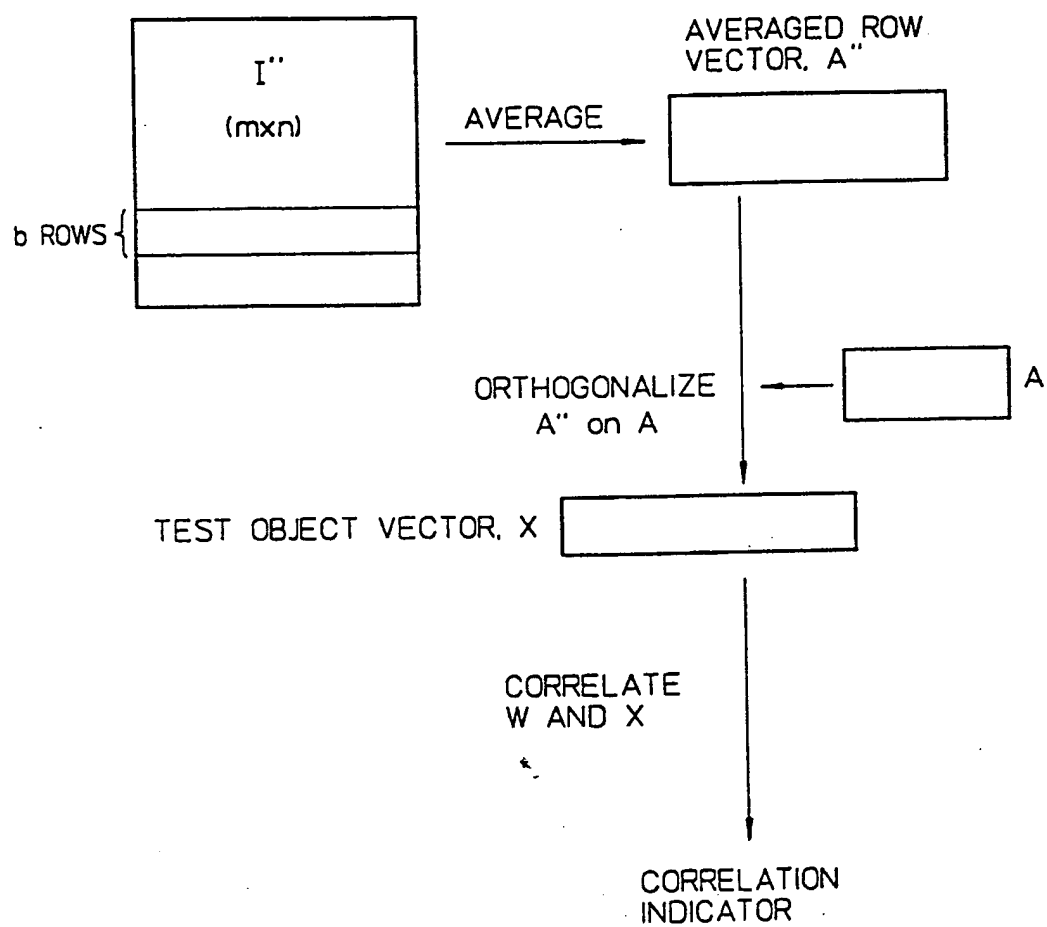 I''
(mxn)
b ROWS
AVERAGE
AVERAGED ROW
VECTOR, A''
A
ORTHOGONALIZE
A'' on A
TEST OBJECT VECTOR, X
CORRELATE
W AND X
CORRELATION
INDICATOR